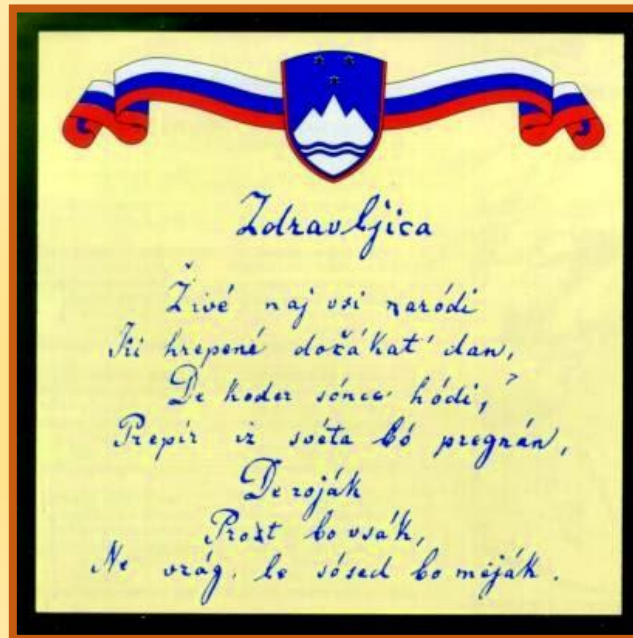 Zdravljica
Živé naj vsi naródi
Ki hrepené dočákat' dan,
De koder sónce hódi,
Prepír iz svéta bó pregnán,
De roják
Prost bo vsák,
Ne vrág, le sósed bo meják.